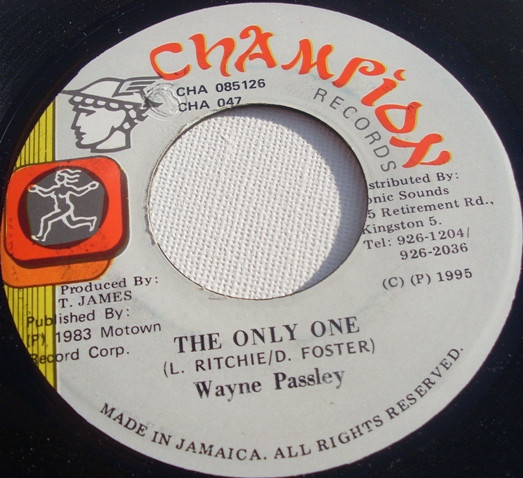 CHAMPION
RECORDS
CHA 085126
CHA 047
istributed By:
onic Sounds
5 Retirement Rd.,
Kingston 5.
Tel: 926-1204/
926-2036
(C) (P) 1995
Produced By:
T. JAMES
Published By:
(P) 1983 Motown
Record Corp.
THE ONLY ONE
(L. RITCHIE/D. FOSTER)
Wayne Passley
MADE IN JAMAICA. ALL RIGHTS RESERVED.